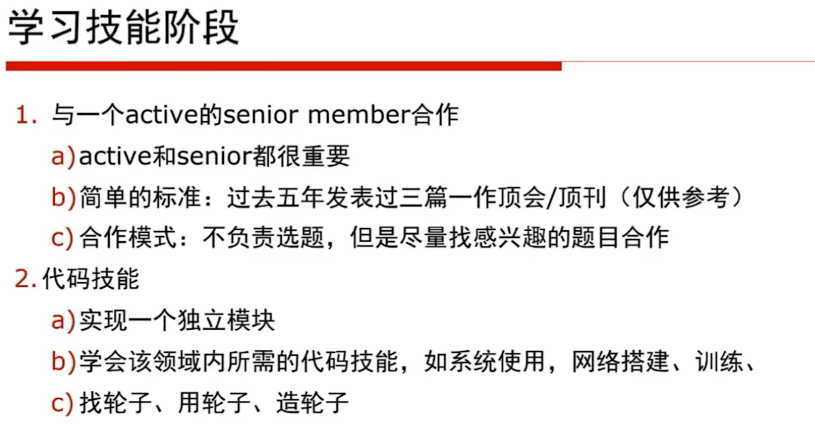 学习技能阶段
1. 与一个active的senior member合作
a)active和senior都很重要
b)简单的标准：过去五年发表过三篇一作顶会/顶刊（仅供参考）
c)合作模式：不负责选题，但是尽量找感兴趣的题目合作
2.代码技能
a)实现一个独立模块
b)学会该领域内所需的代码技能，如系统使用，网络搭建、训练、
c)找轮子、用轮子、造轮子